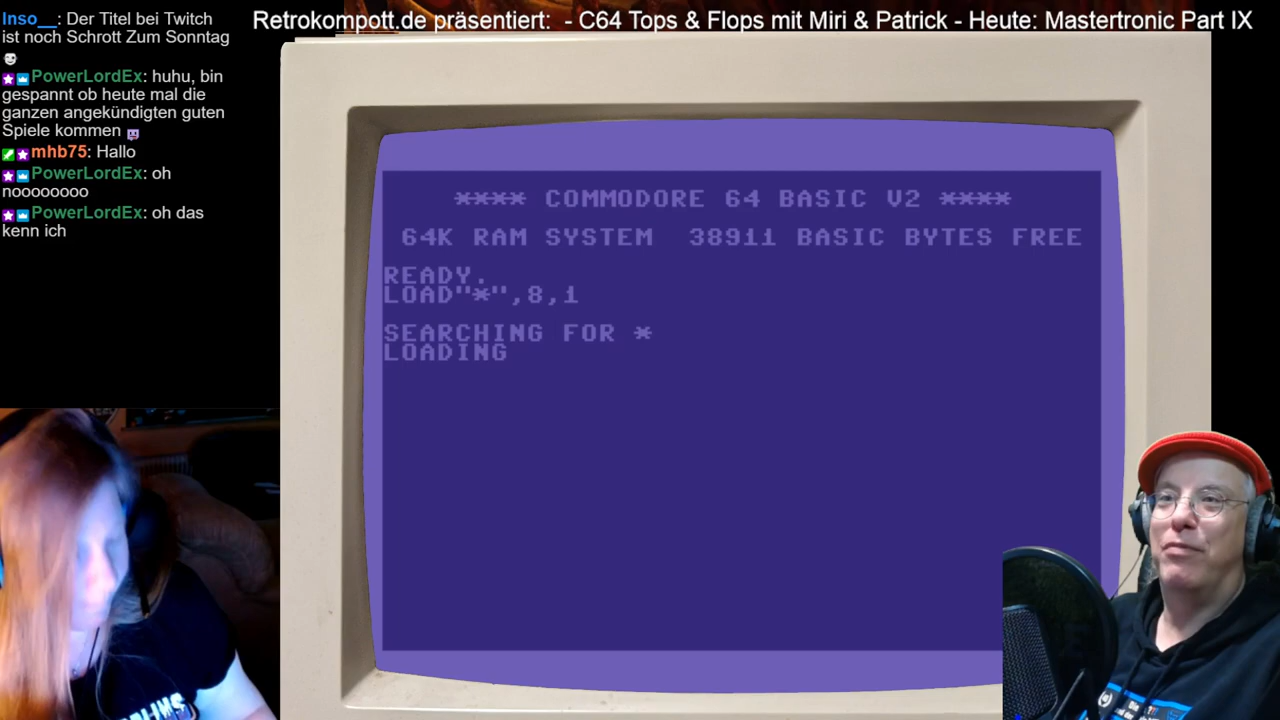 Retrokompott.de präsentiert:  - C64 Tops & Flops mit Miri & Patrick - Heute: Mastertronic Part IX
Inso__: Der Titel bei Twitch
ist noch Schrott Zum Sonntag
PowerLordEx: huhu, bin
gespannt ob heute mal die
ganzen angekündigten guten
Spiele kommen
mhb75: Hallo
PowerLordEx: oh
noooooooo
PowerLordEx: oh das
kenn ich
**** COMMODORE 64 BASIC V2 ****
64K RAM SYSTEM  38911 BASIC BYTES FREE
READY.
LOAD"*",8,1
SEARCHING FOR *
LOADING